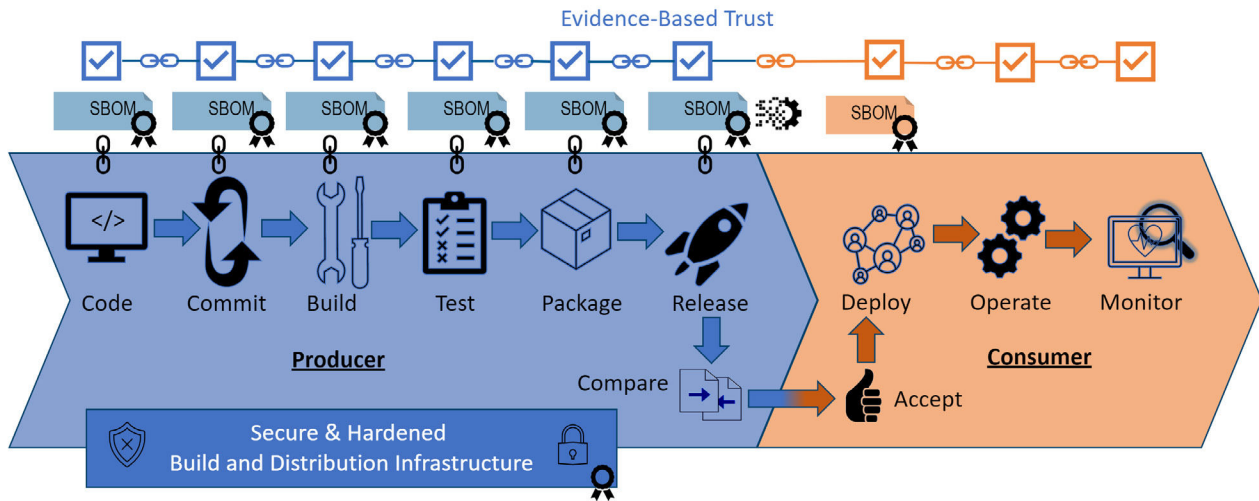 Evidence-Based Trust
SBOM
SBOM
SBOM
SBOM
SBOM
SBOM
SBOM
</>
Code
Commit
Build
Test
Package
Release
Deploy
Operate
Monitor
Producer
Consumer
Compare
Accept
Secure & Hardened
Build and Distribution Infrastructure